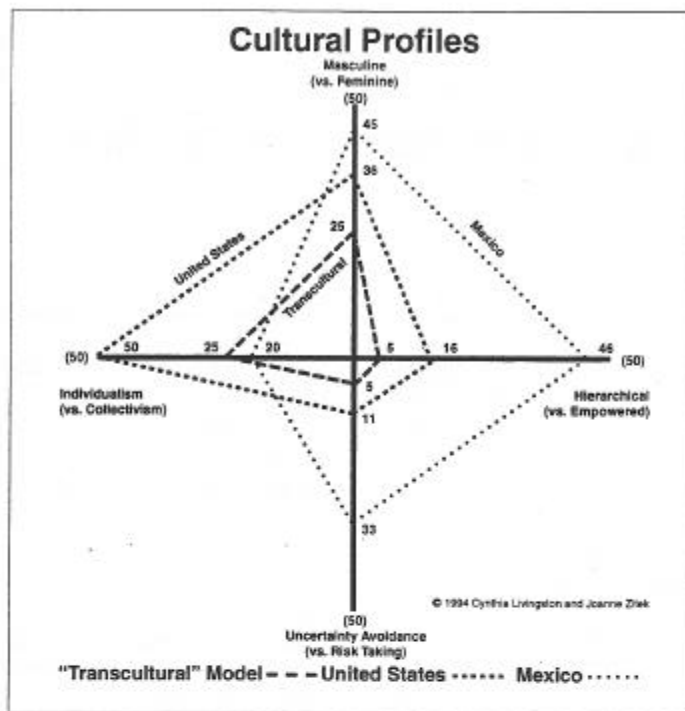 Cultural Profiles
Masculine
(vs. Feminine)
(50)
45
36
25
United States
Transcultural
Mexico
(50)
50
25
20
5
16
46
(50)
Individualism
(vs. Collectivism)
5
11
Hierarchical
(vs. Empowered)
33
© 1994 Cynthia Livingston and Joanne Zitek
(50)
Uncertainty Avoidance
(vs. Risk Taking)
"Transcultural" Model United States Mexico